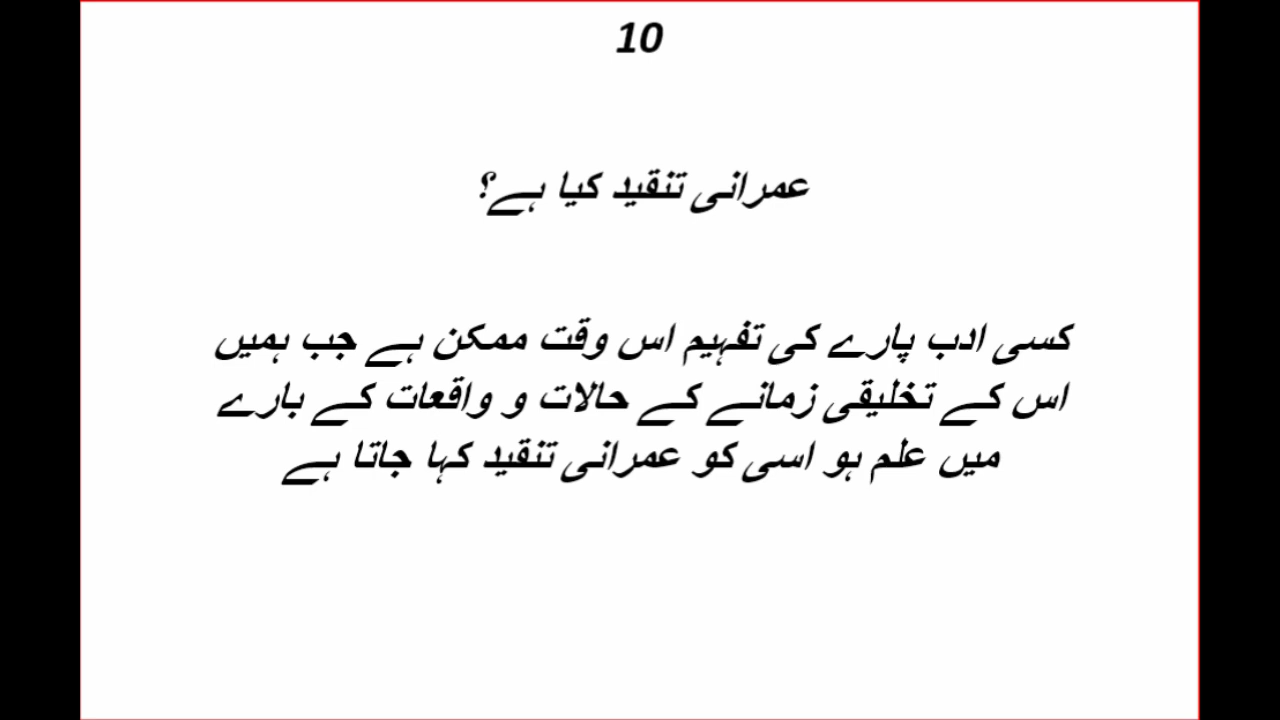 10
عمرانی تنقید کیا ہے؟
کسی ادب پارے کی تفہیم اس وقت ممکن ہے جب ہمیں
اس کے تخلیقی زمانے کے حالات و واقعات کے بارے
میں علم ہو اسی کو عمرانی تنقید کہا جاتا ہے